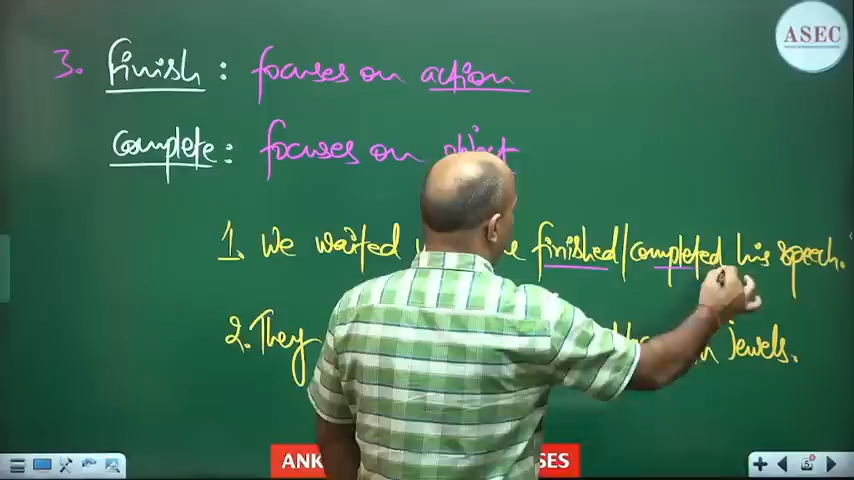 ASEC
3. Finish : focuses on action
Complete : focuses on object
1. We waited finished/completed his speech.
2. They jewels.
ANK SES